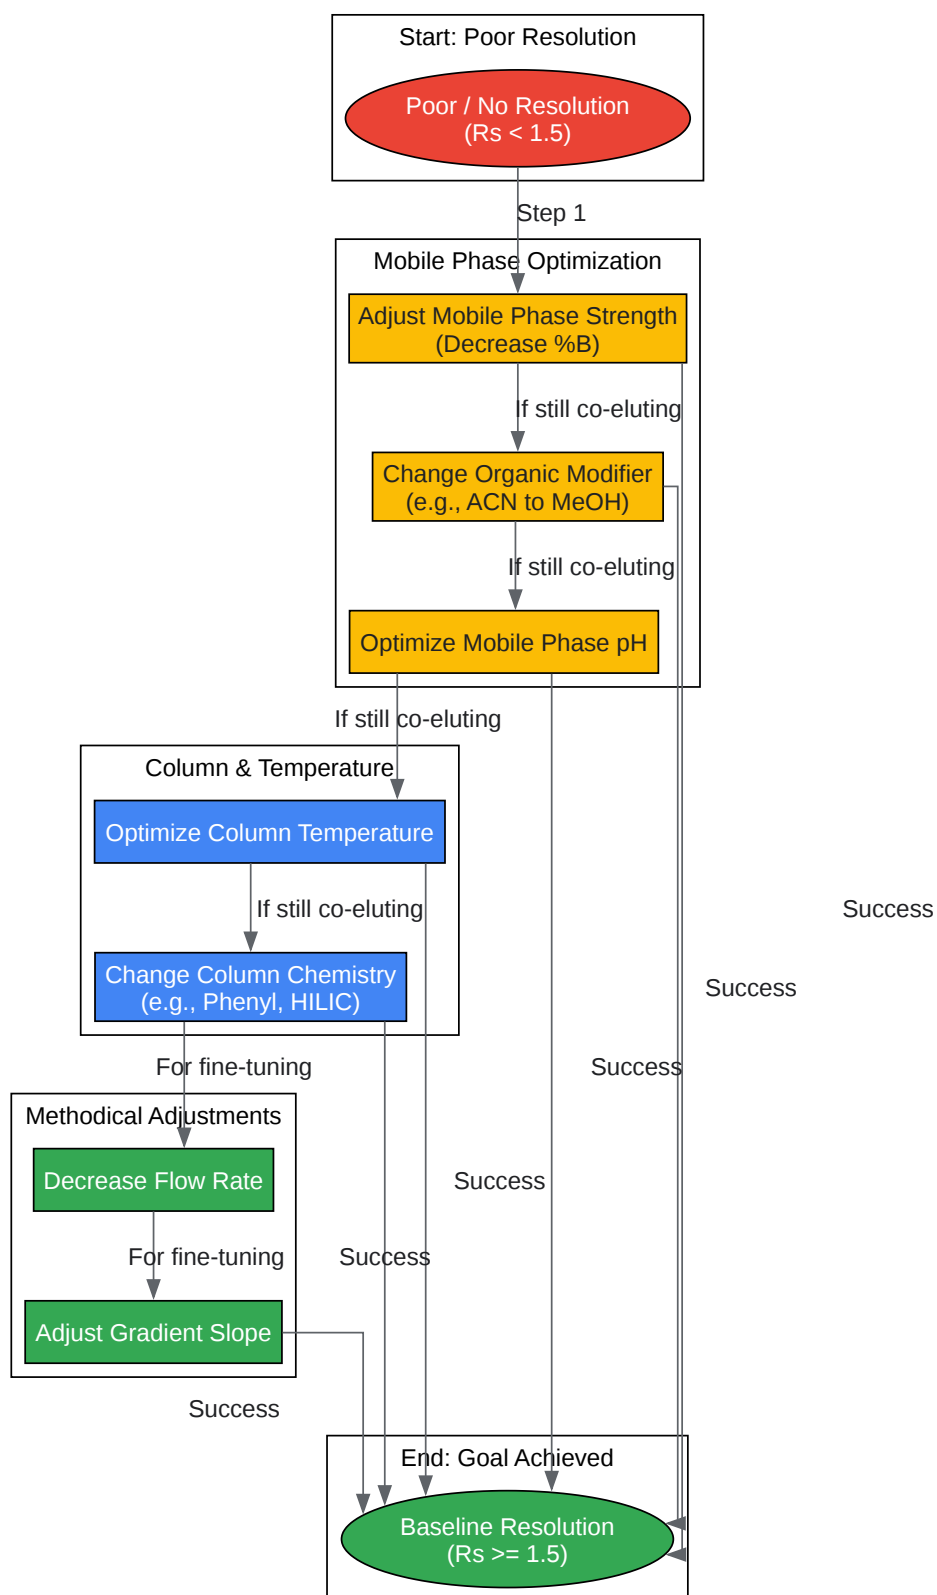 Start: Poor Resolution
Poor / No Resolution
(Rs < 1.5)
Step 1
Mobile Phase Optimization
Adjust Mobile Phase Strength
(Decrease %B)
If still co-eluting
Change Organic Modifier
(e.g., ACN to MeOH)
If still co-eluting
Optimize Mobile Phase pH
If still co-eluting
Column & Temperature
Optimize Column Temperature
If still co-eluting
Success
Change Column Chemistry
(e.g., Phenyl, HILIC)
Success
For fine-tuning
Success
Methodical Adjustments
Decrease Flow Rate
Success
For fine-tuning
Success
Adjust Gradient Slope
Success
End: Goal Achieved
Baseline Resolution
(Rs >= 1.5)